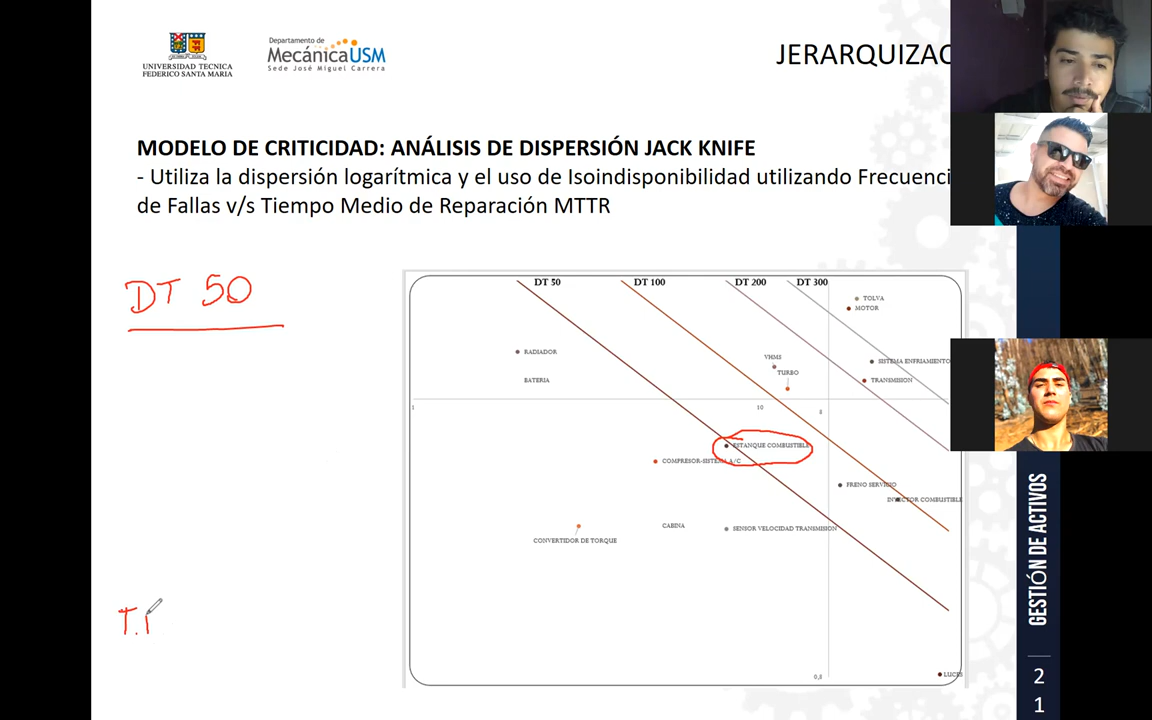 UNIVERSIDAD TECNICA
FEDERICO SANTA MARIA
Departamento de
MecánicaUSM
Sede José Miguel Carrera
JERARQUIZAC
MODELO DE CRITICIDAD: ANÁLISIS DE DISPERSIÓN JACK KNIFE
- Utiliza la dispersión logarítmica y el uso de Isoindisponibilidad utilizando Frecuenci
de Fallas v/s Tiempo Medio de Reparación MTTR
DT 50
DT 50 DT 100 DT 200 DT 300
TOLVA
MOTOR
RADIADOR
VHMS
SISTEMA ENFRIAMIENTO
TURBO
BATERIA
TRANSMISION
1
10
8
ESTANQUE COMBUSTIBLE
COMPRESOR-SISTEMA A/C
FRENO SERVICIO
INYECTOR COMBUSTIBLE
CABINA
SENSOR VELOCIDAD TRANSMISION
CONVERTIDOR DE TORQUE
0,8
LUCES
T.
GESTIÓN DE ACTIVOS
2
1